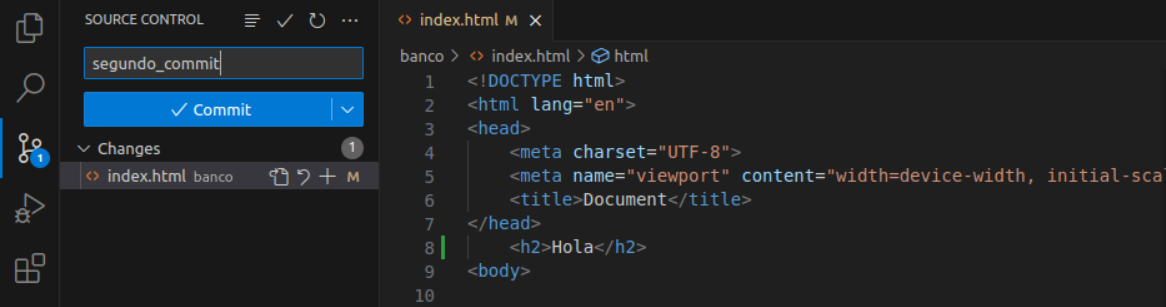 SOURCE CONTROL
segundo_commit
Commit
Changes 1
index.html banco M
1
index.html M
banco > index.html > html
1 <!DOCTYPE html>
2 <html lang="en">
3 <head>
4 <meta charset="UTF-8">
5 <meta name="viewport" content="width=device-width, initial-sca
6 <title>Document</title>
7 </head>
8 <h2>Hola</h2>
9 <body>
10